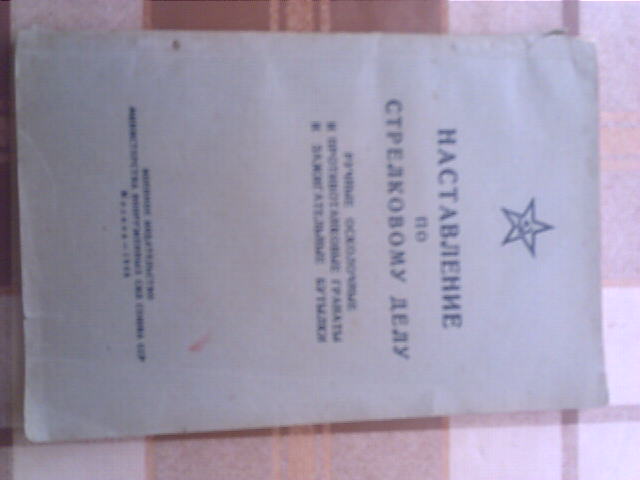 НАСТАВЛЕНИЕ
ПО
СТРЕЛКОВОМУ ДЕЛУ
РУЧНЫЕ ОСКОЛОЧНЫЕ
И ПРОТИВОТАНКОВЫЕ ГРАНАТЫ
И ЗАЖИГАТЕЛЬНЫЕ БУТЫЛКИ
ВОЕННОЕ ИЗДАТЕЛЬСТВО
МИНИСТЕРСТВА ВООРУЖЕННЫХ СИЛ СОЮЗА ССР
Москва